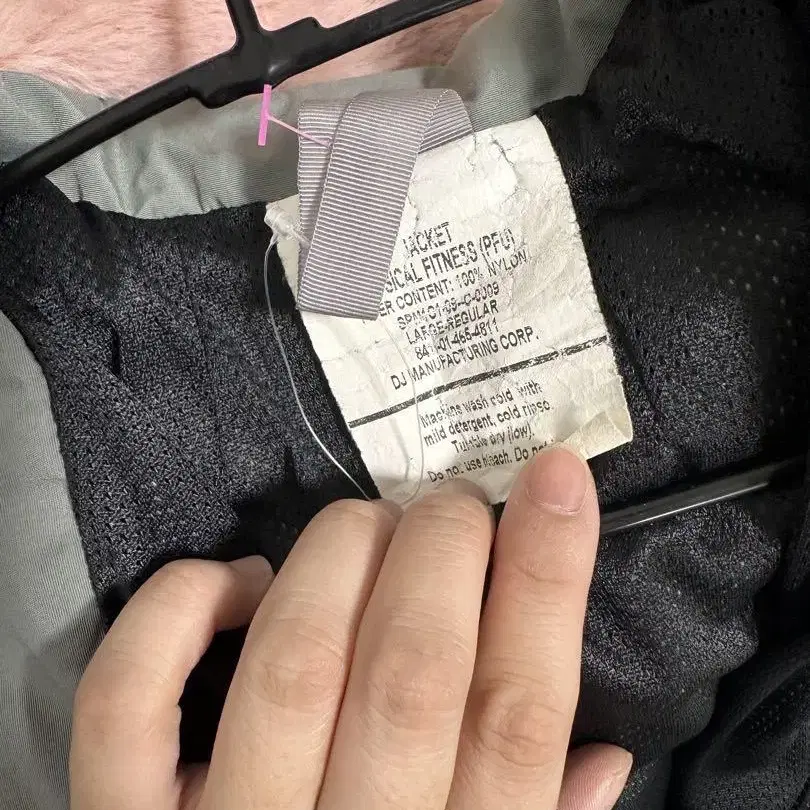 JACKET
SICAL FITNESS (PFU)
ER CONTENT: 100% NYLON
LARGE-REGULAR
DJ MANUFACTURING CORP.
Machine wash cold with
mild detergent, cold rinse.
Tumble dry (low).
Do not use bleach. Do not